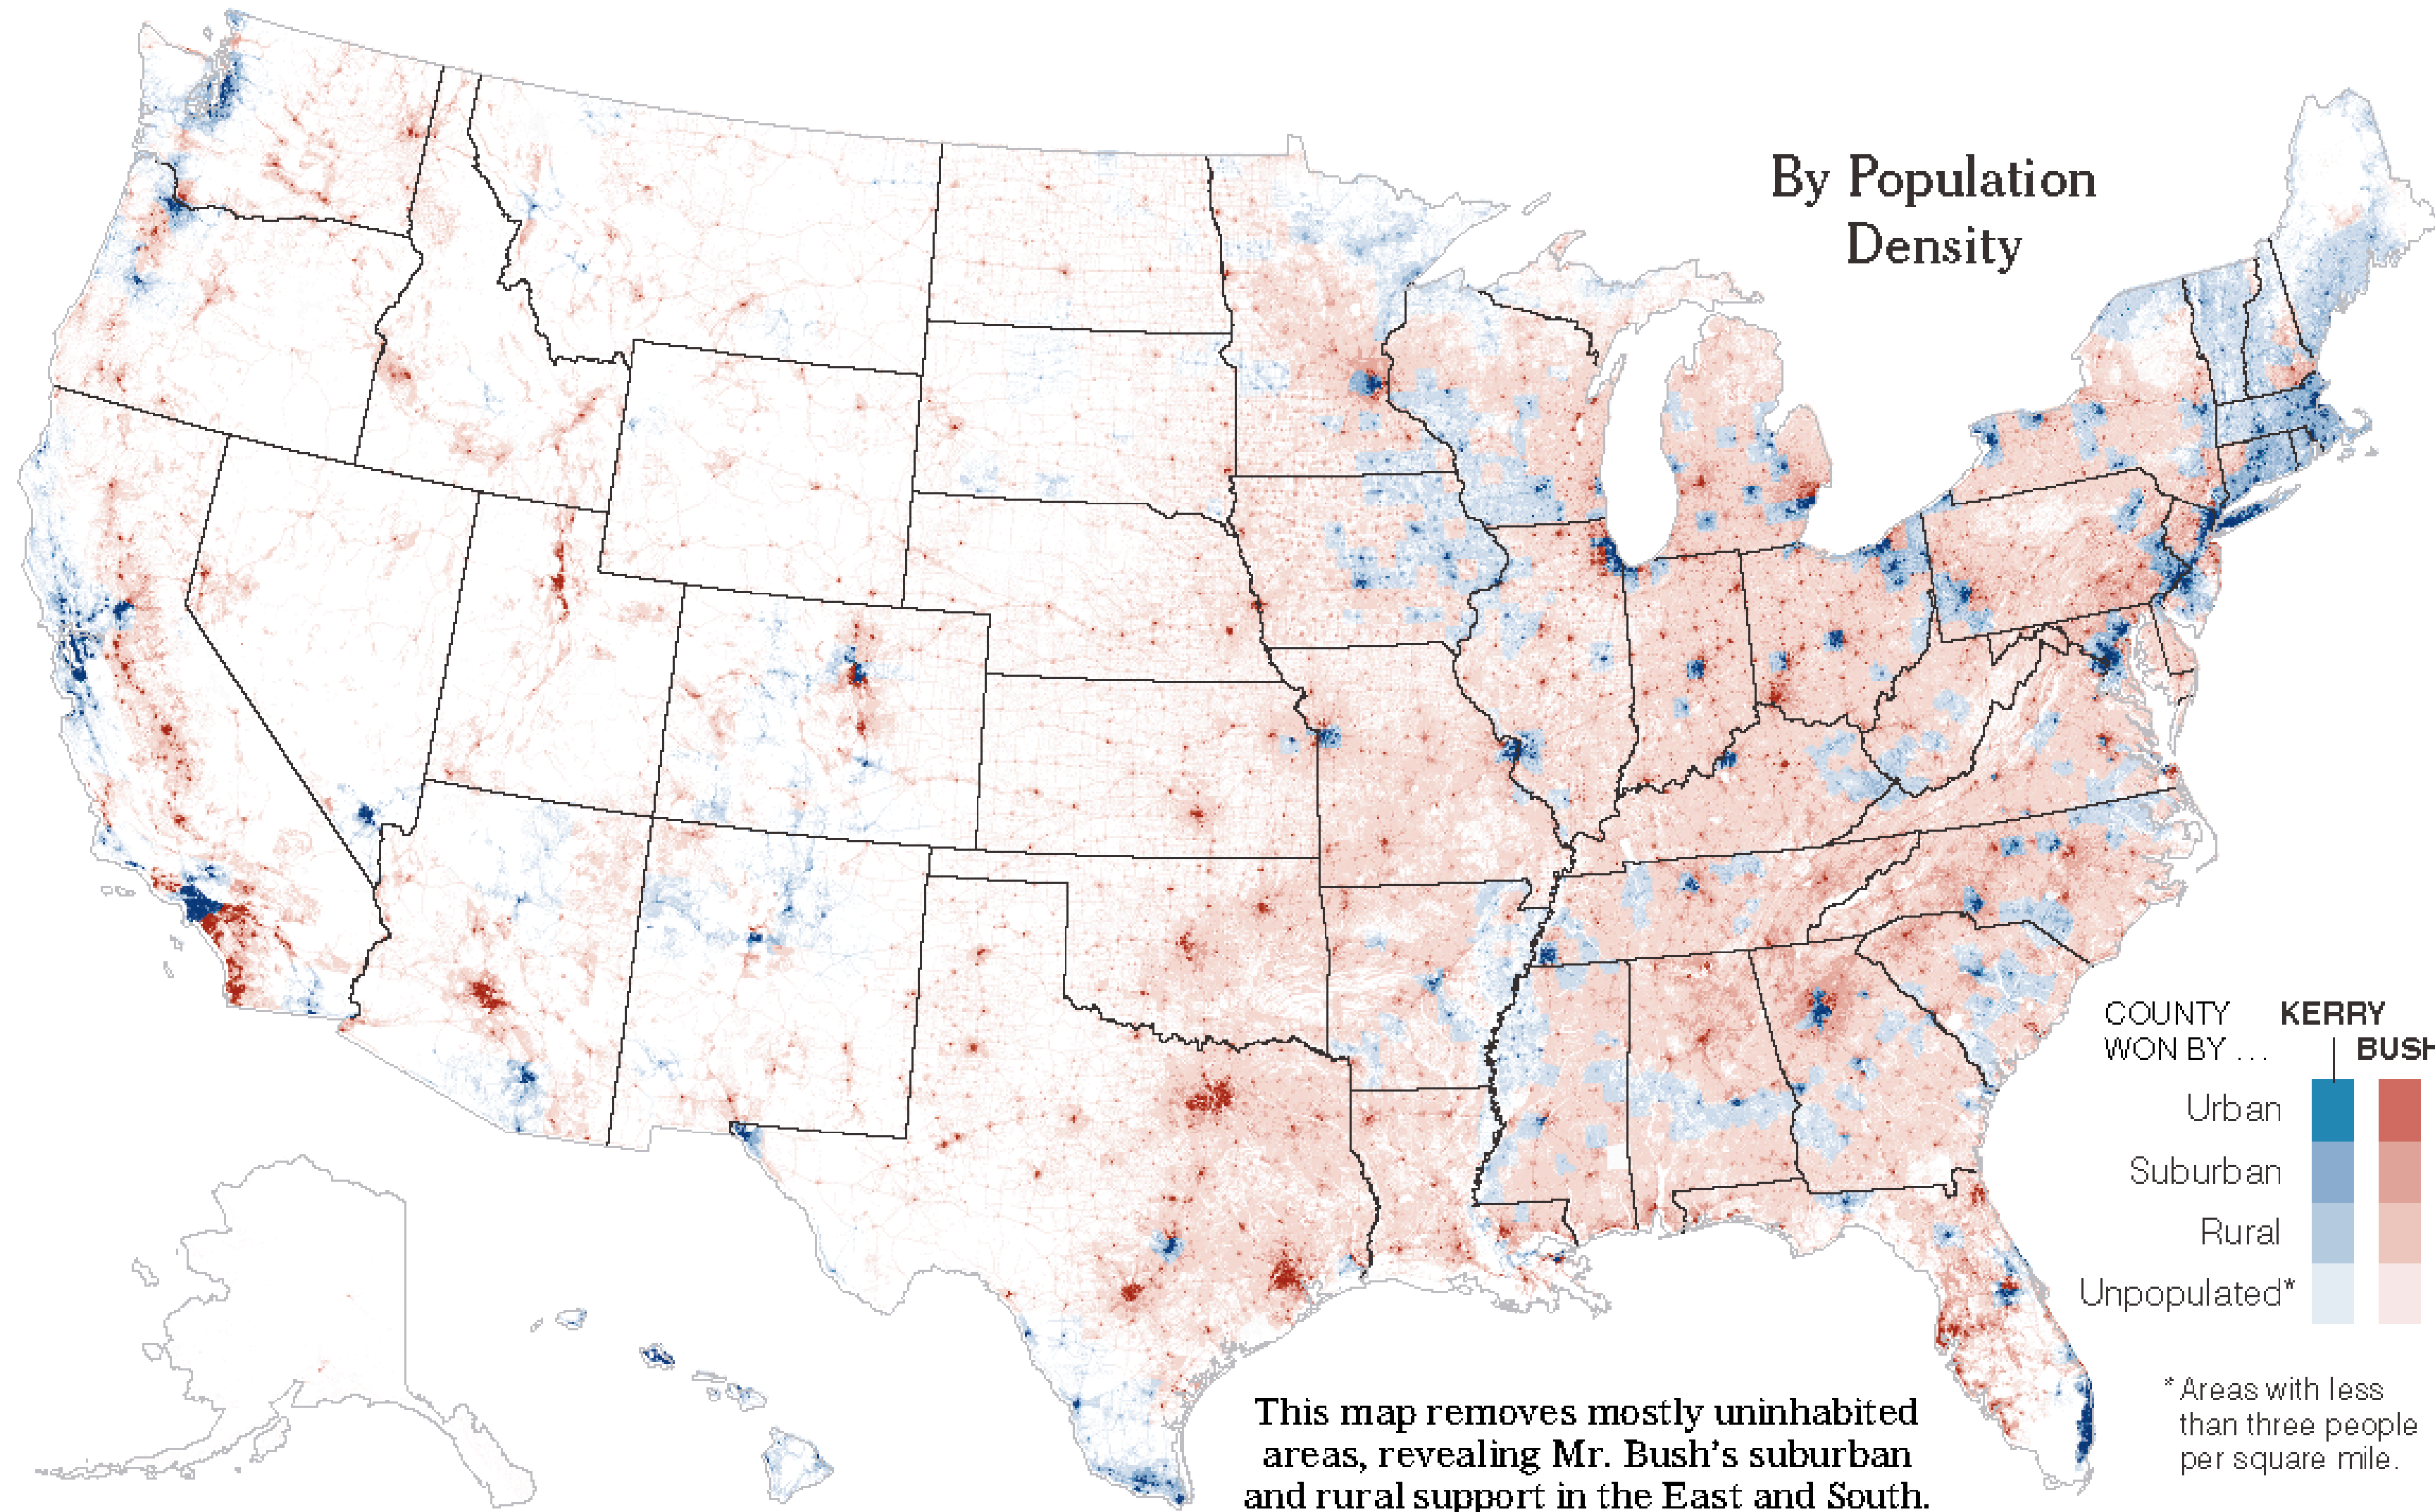 By Population
Density
COUNTY KERRY
WON BY ... BUSH
Urban
Suburban
Rural
Unpopulated*
* Areas with less
than three people
per square mile.
This map removes mostly uninhabited
areas, revealing Mr. Bush's suburban
and rural support in the East and South.